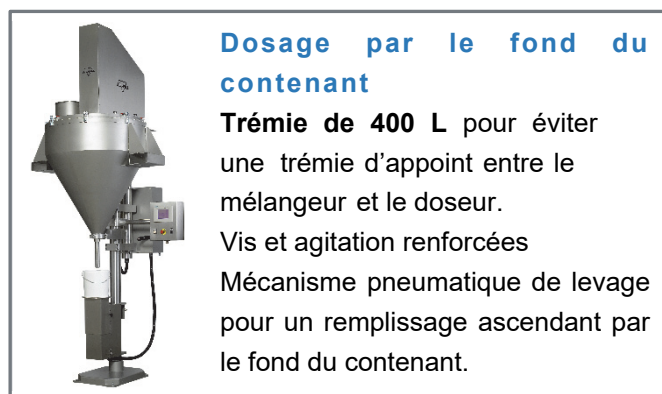 Dosage par le fond du
contenant
Trémie de 400 L pour éviter
une trémie d’appoint entre le
mélangeur et le doseur.
Vis et agitation renforcées
Mécanisme pneumatique de levage
pour un remplissage ascendant par
le fond du contenant.